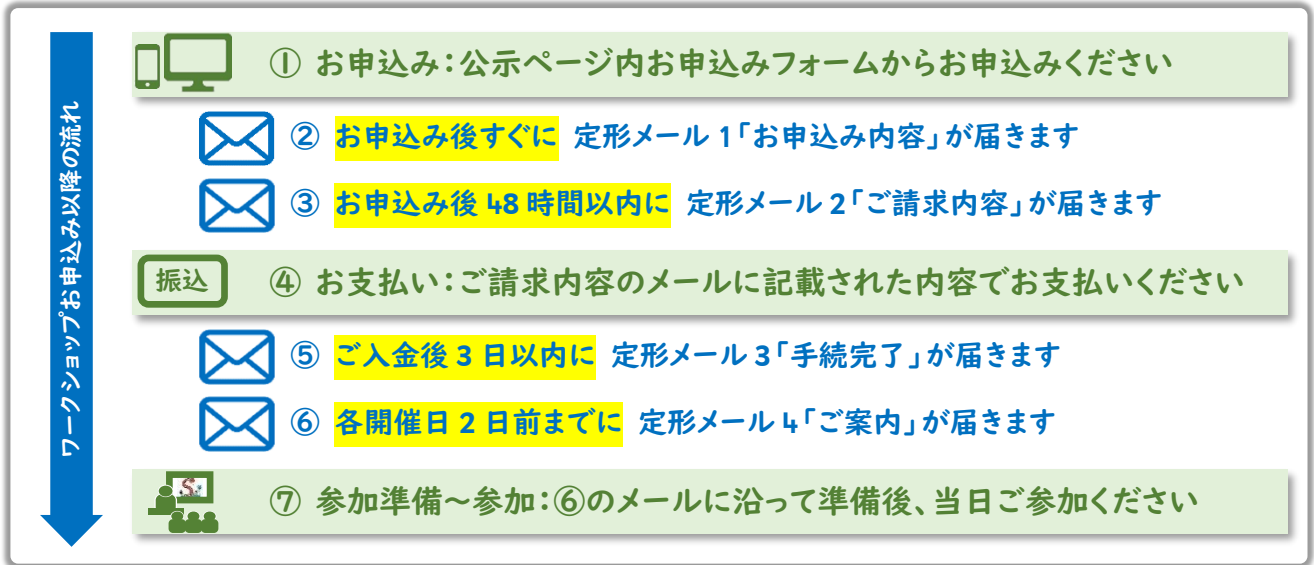 ワークショップお申込み以降の流れ
① お申込み：公示ページ内お申込みフォームからお申込みください
② お申込み後すぐに 定形メール 1「お申込み内容」が届きます
③ お申込み後 48 時間以内に 定形メール 2「ご請求内容」が届きます
振込 ④ お支払い：ご請求内容のメールに記載された内容でお支払いください
⑤ ご入金後 3 日以内に 定形メール 3「手続完了」が届きます
⑥ 各開催日 2 日前までに 定形メール 4「ご案内」が届きます
⑦ 参加準備～参加：⑥のメールに沿って準備後、当日ご参加ください